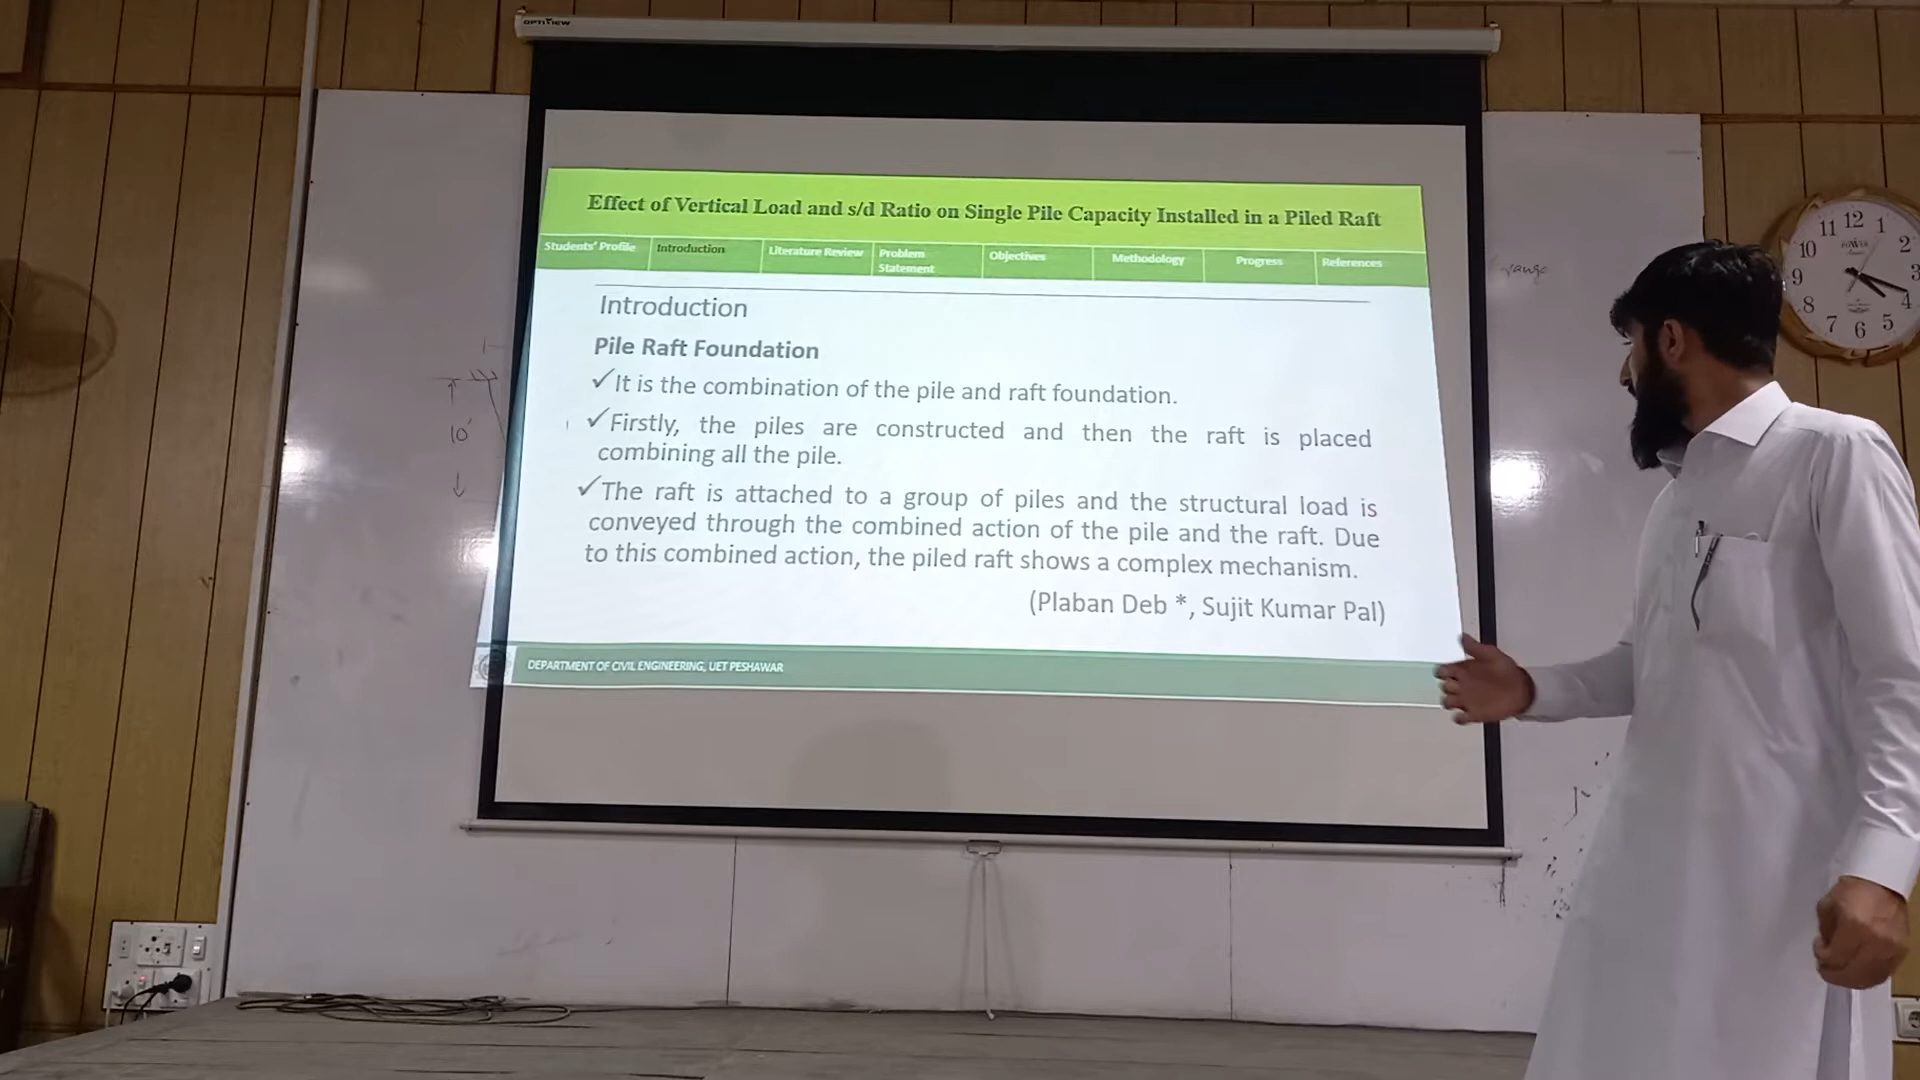 OPTIVIEW
Effect of Vertical Load and s/d Ratio on Single Pile Capacity Installed in a Piled Raft
Students' Profile Introduction Literature Review Problem Statement Objectives Methodology Progress References
Introduction
Pile Raft Foundation
✓It is the combination of the pile and raft foundation.
✓Firstly, the piles are constructed and then the raft is placed
combining all the pile.
✓The raft is attached to a group of piles and the structural load is
conveyed through the combined action of the pile and the raft. Due
to this combined action, the piled raft shows a complex mechanism.
(Plaban Deb *, Sujit Kumar Pal)
DEPARTMENT OF CIVIL ENGINEERING, UET PESHAWAR
10'
11 12 1
10 2
9 3
8 4
7 6 5